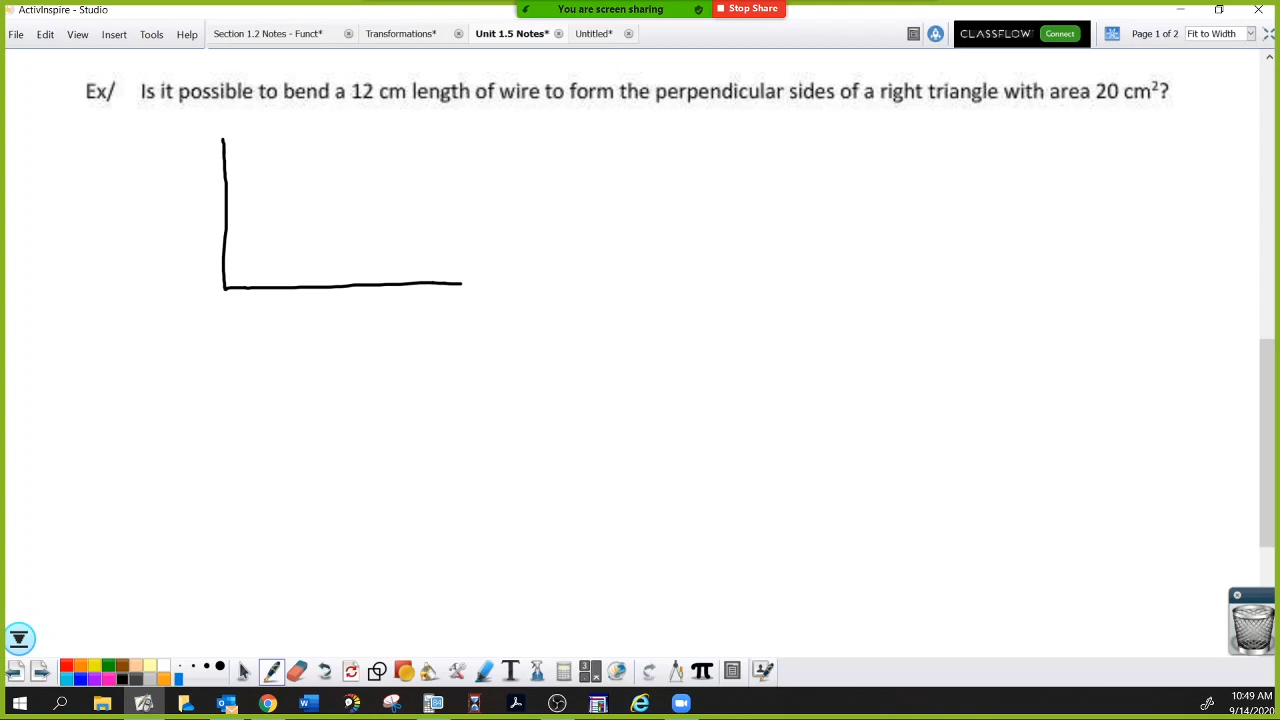 ActivInspire - Studio
You are screen sharing
Stop Share
File Edit View Insert Tools Help
Section 1.2 Notes - Funct*
Transformations*
Unit 1.5 Notes*
Untitled*
CLASSFLOW
Connect
Page 1 of 2
Fit to Width
Ex/ Is it possible to bend a 12 cm length of wire to form the perpendicular sides of a right triangle with area 20 cm²?
10:49 AM
9/14/2020